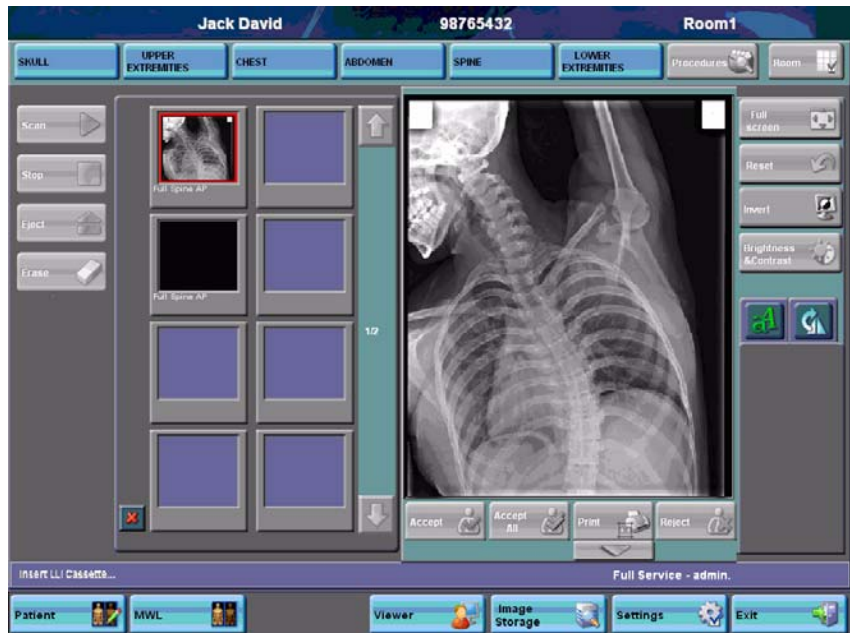 Jack David 98765432 Room1
SKULL
UPPER
EXTREMITIES
CHEST
ABDOMEN
SPINE
LOWER
EXTREMITIES
Procedures
Room
Scan
Stop
Eject
Erase
Full Spine AP
Full Spine AP
1/2
Full
screen
Reset
Invert
Brightness
&Contrast
Accept
Accept
All
Print
Reject
Insert LLI Cassette...
Full Service - admin.
Patient
MWL
Viewer
Image
Storage
Settings
Exit